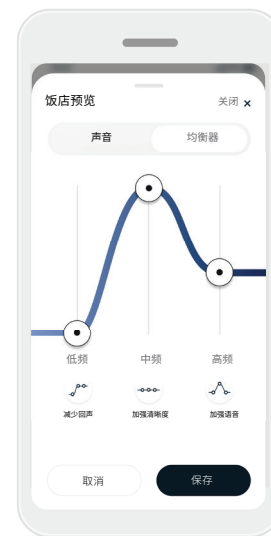 饭店预览
关闭 ×
声音 均衡器
低频 中频 高频
减少回声 加强清晰度 加强语音
取消 保存